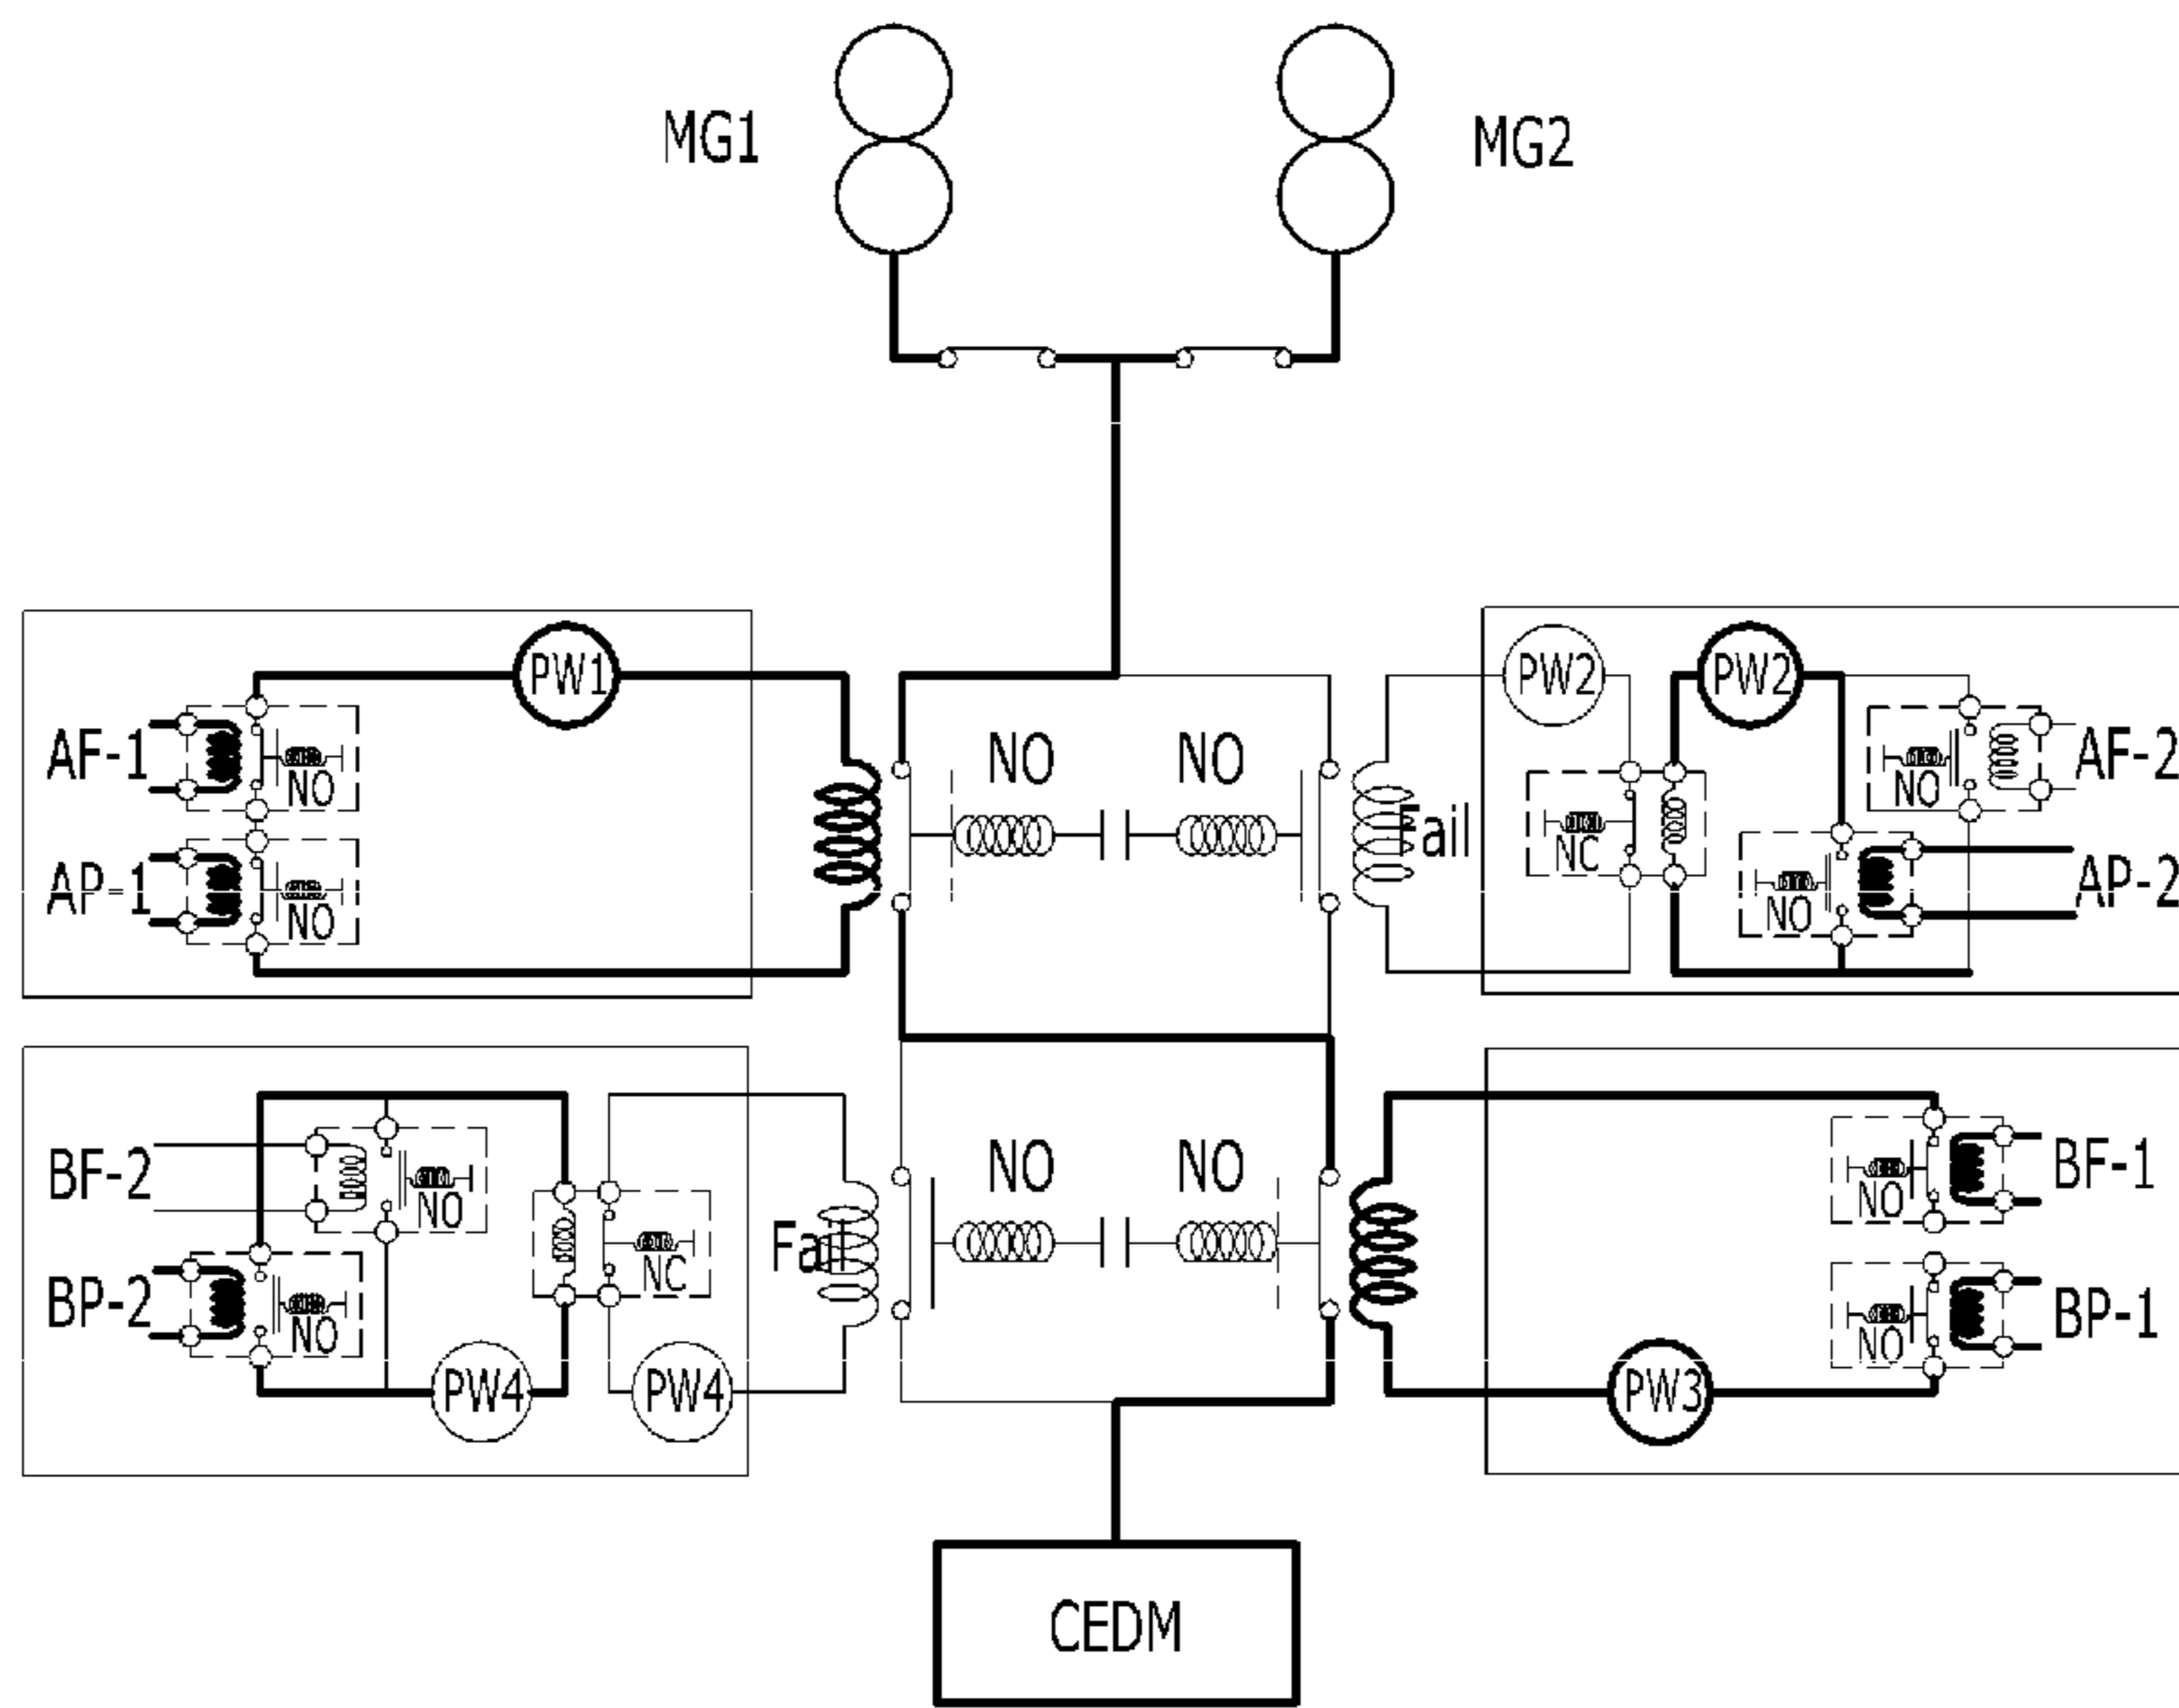 MG1
MG2
PW1
PW2
PW2
AF-1
NO
NO
NO
NO
AF-2
Fail
NC
AP-1
NO
NO
AP-2
BF-2
NO
NO
NO
NO
BF-1
Fail
NC
BP-2
NO
NO
BP-1
PW4
PW4
PW3
CEDM